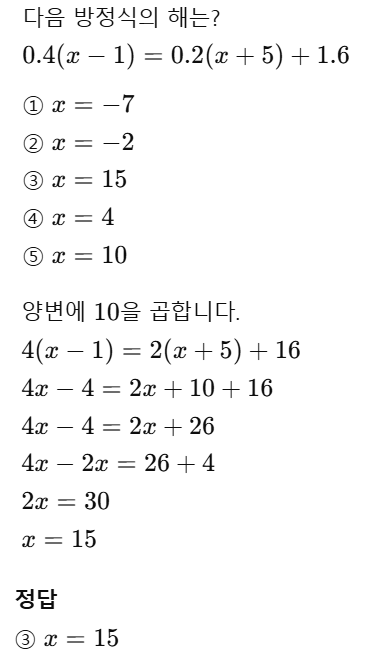 다음 방정식의 해는?
0.4(x − 1) = 0.2(x + 5) + 1.6
① x = −7
② x = −2
③ x = 15
④ x = 4
⑤ x = 10
양변에 10을 곱합니다.
4(x − 1) = 2(x + 5) + 16
4x − 4 = 2x + 10 + 16
4x − 4 = 2x + 26
4x − 2x = 26 + 4
2x = 30
x = 15
정답
③ x = 15